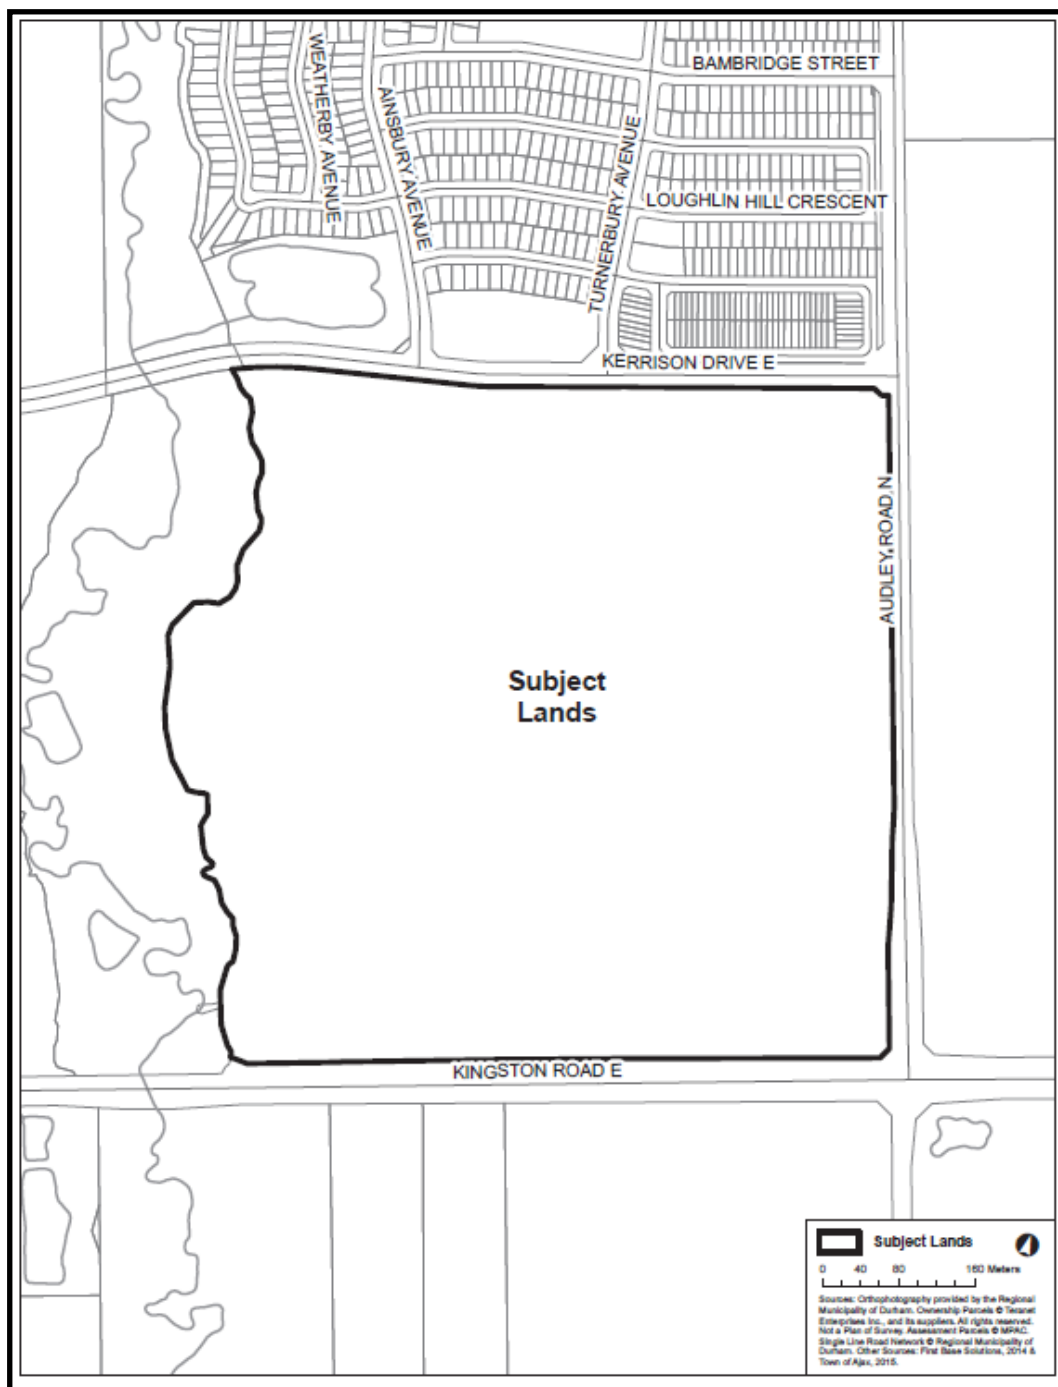 BAMBRIDGE STREET
WEATHERBY AVENUE
AINSBURY AVENUE
TURNERBURY AVENUE
LOUGHLIN HILL CRESCENT
KERRISON DRIVE E
AUDLEY ROAD N
Subject
Lands
KINGSTON ROAD E
Subject Lands
0 40 80 160 Meters
Sources: Orthophotography provided by the Regional
Municipality of Durham. Ownership Parcels © Teranet
Enterprises Inc., and its suppliers. All rights reserved.
Not a Plan of Survey. Assessment Parcels © MPAC.
Single Line Road Network © Regional Municipality of
Durham. Other Sources: First Base Solutions, 2014 &
Town of Ajax, 2015.